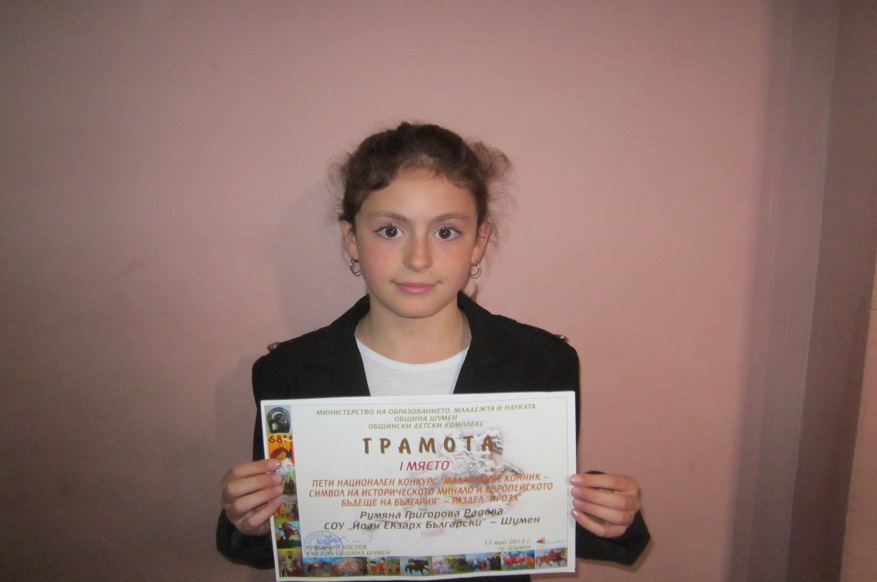 МИНИСТЕРСТВО НА ОБРАЗОВАНИЕТО, МЛАДЕЖТА И НАУКАТА
ОБЩИНА ШУМЕН
ОБЩИНСКИ ДЕТСКИ КОМПЛЕКС
ГРАМОТА
I МЯСТО
ПЕТИ НАЦИОНАЛЕН КОНКУРС "МАДАРСКИЯТ КОННИК –
СИМВОЛ НА ИСТОРИЧЕСКОТО МИНАЛО И ЕВРОПЕЙСКОТО
БЪДЕЩЕ НА БЪЛГАРИЯ" – РАЗДЕЛ "ПРОЗА"
Румяна Григорова Радева
СОУ „Йоан Екзарх Български" – Шумен
КОСТОВ
ОБЩИНА ШУМЕН
17 май 2013 г.
гр. Шумен
68